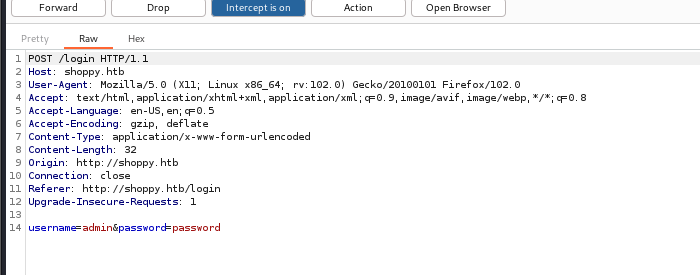 Forward Drop Intercept is on Action Open Browser
Pretty Raw Hex
1 POST /login HTTP/1.1
2 Host: shoppy.htb
3 User-Agent: Mozilla/5.0 (X11; Linux x86_64; rv:102.0) Gecko/20100101 Firefox/102.0
4 Accept: text/html,application/xhtml+xml,application/xml;q=0.9,image/avif,image/webp,*/*;q=0.8
5 Accept-Language: en-US,en;q=0.5
6 Accept-Encoding: gzip, deflate
7 Content-Type: application/x-www-form-urlencoded
8 Content-Length: 32
9 Origin: http://shoppy.htb
10 Connection: close
11 Referer: http://shoppy.htb/login
12 Upgrade-Insecure-Requests: 1
13
14 username=admin&password=password